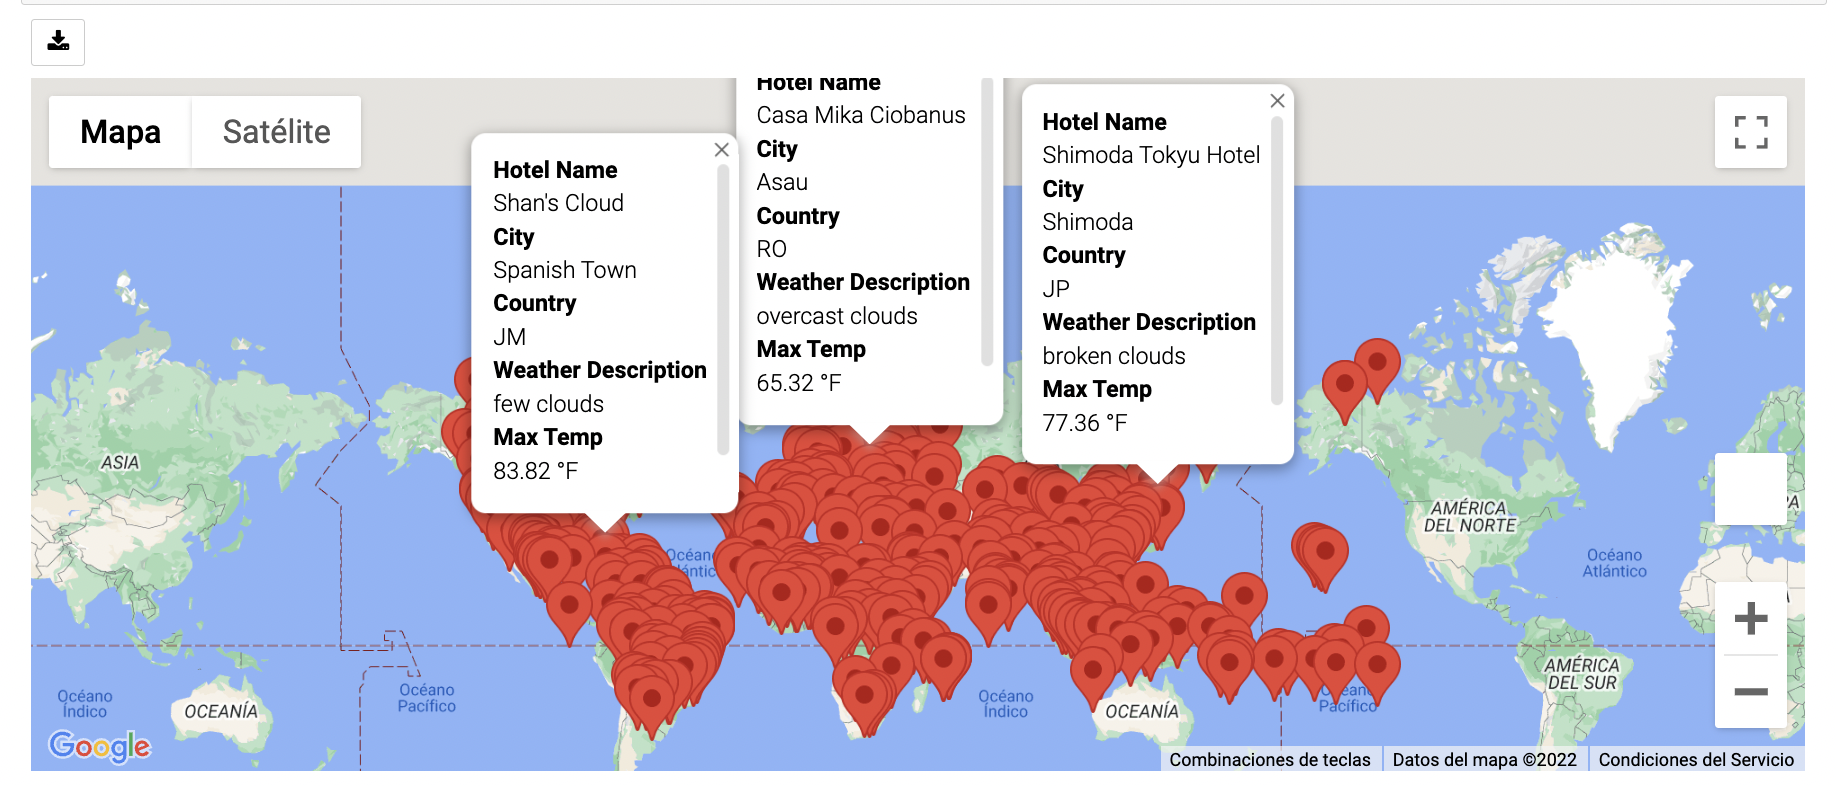 Mapa
Satélite
Hotel Name
Shan's Cloud
City
Spanish Town
Country
JM
Weather Description
few clouds
Max Temp
83.82 °F
Hotel Name
Casa Mika Ciobanus
City
Asau
Country
RO
Weather Description
overcast clouds
Max Temp
65.32 °F
Hotel Name
Shimoda Tokyu Hotel
City
Shimoda
Country
JP
Weather Description
broken clouds
Max Temp
77.36 °F
ASIA
AMÉRICA
DEL NORTE
Océano
Atlántico
AMÉRICA
DEL SUR
Océano
Índico
OCEANÍA
Océano
Pacífico
Océano
Índico
OCEANÍA
Pacífico
Google
Combinaciones de teclas
Datos del mapa ©2022
Condiciones del Servicio